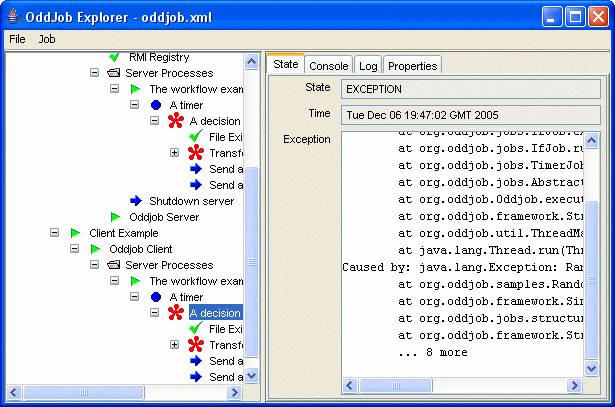 OddJob Explorer - oddjob.xml
File Job
RMI Registry
Server Processes
The workflow exam
A timer
A decision
File Exi
Transf
Send a
Send a
Shutdown server
Oddjob Server
Client Example
Oddjob Client
Server Processes
The workflow exam
A timer
A decision
File Exi
Transf
Send a
Send a
State Console Log Properties
State EXCEPTION
Time Tue Dec 06 19:47:02 GMT 2005
Exception
at org.oddjob.jobs.IfJob.ex
at org.oddjob.jobs.IfJob.ru
at org.oddjob.jobs.TimerJob
at org.oddjob.jobs.Abstract
at org.oddjob.Oddjob.execut
at org.oddjob.framework.Str
at org.oddjob.util.ThreadMa
at java.lang.Thread.run(Thr
Caused by: java.lang.Exception: Ran
at org.oddjob.samples.Rando
at org.oddjob.framework.Sim
at org.oddjob.jobs.structur
at org.oddjob.framework.Str
... 8 more